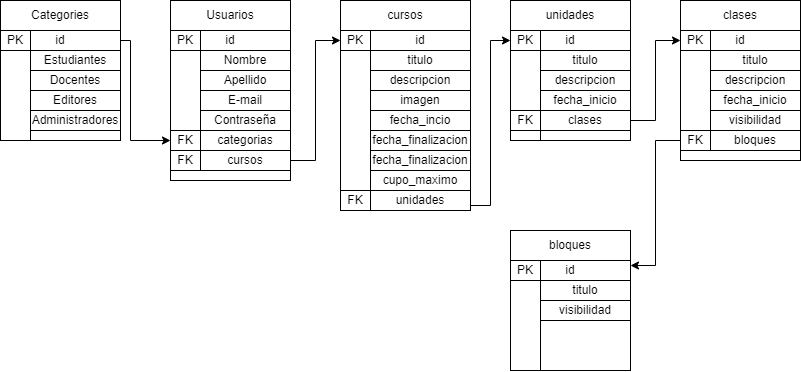 Categories
PK id
Estudiantes
Docentes
Editores
Administradores
Usuarios
PK id
Nombre
Apellido
E-mail
Contraseña
FK categorias
FK cursos
cursos
PK id
titulo
descripcion
imagen
fecha_incio
fecha_finalizacion
fecha_finalizacion
cupo_maximo
FK unidades
unidades
PK id
titulo
descripcion
fecha_inicio
FK clases
clases
PK id
titulo
descripcion
fecha_inicio
visibilidad
FK bloques
bloques
PK id
titulo
visibilidad